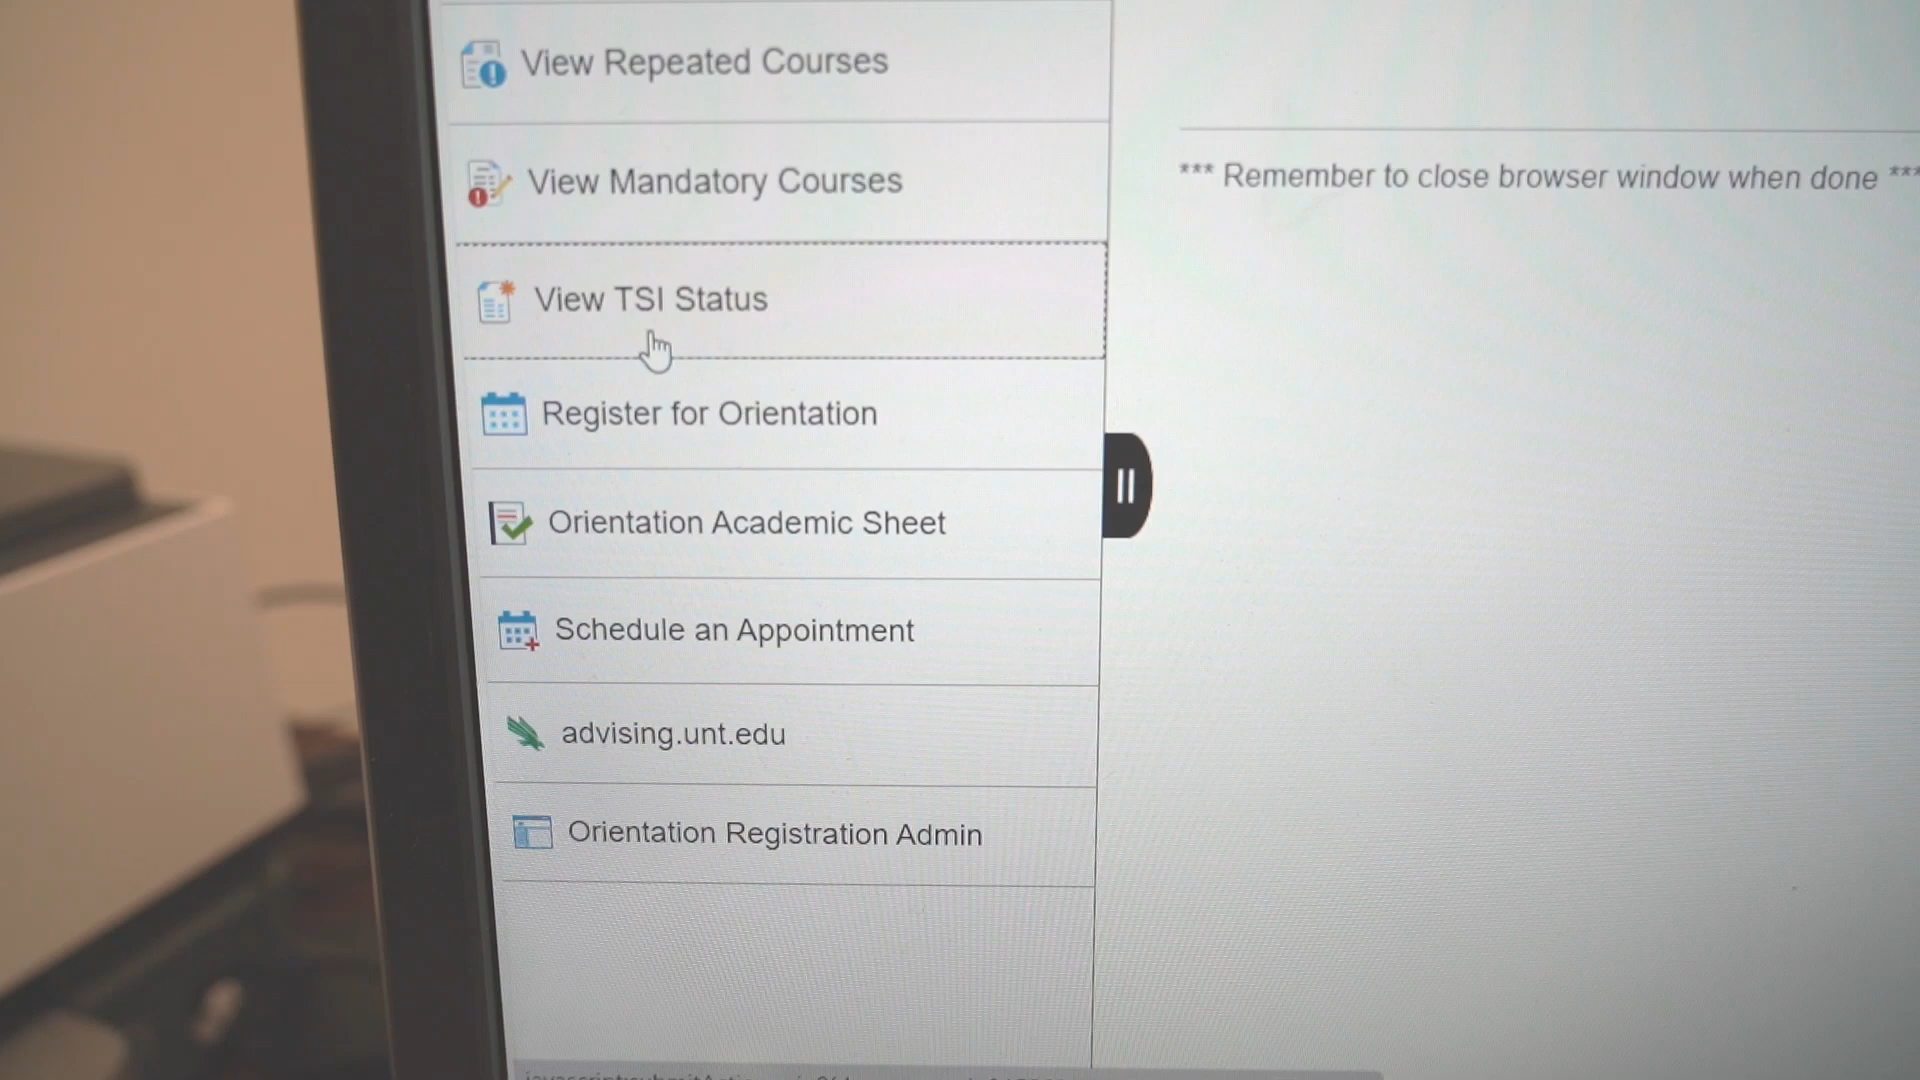 View Repeated Courses
View Mandatory Courses
*** Remember to close browser window when done ***
View TSI Status
Register for Orientation
Orientation Academic Sheet
Schedule an Appointment
advising.unt.edu
Orientation Registration Admin